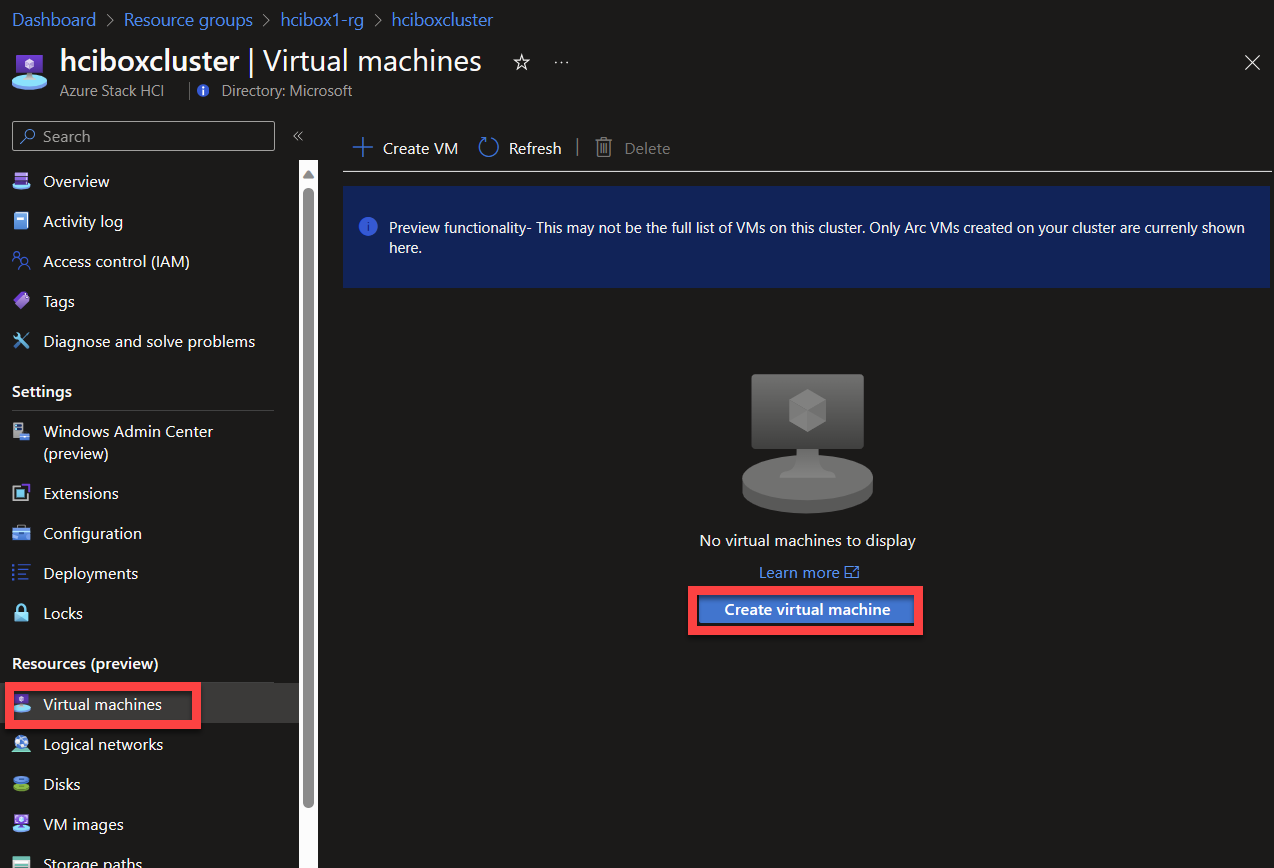 Dashboard > Resource groups > hcibox1-rg > hciboxcluster
hciboxcluster | Virtual machines ☆ ...
Azure Stack HCI | Directory: Microsoft
Search
«
Overview
Activity log
Access control (IAM)
Tags
Diagnose and solve problems
Settings
Windows Admin Center
(preview)
Extensions
Configuration
Deployments
Locks
Resources (preview)
Virtual machines
Logical networks
Disks
VM images
Storage paths
Create VM Refresh | Delete
Preview functionality- This may not be the full list of VMs on this cluster. Only Arc VMs created on your cluster are currenly shown
here.
No virtual machines to display
Learn more
Create virtual machine